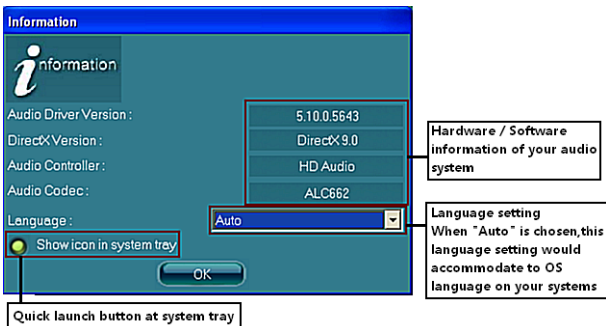 Information
information
Audio Driver Version :
5.10.0.5643
DirectX Version :
DirectX 9.0
Audio Controller :
HD Audio
Audio Codec :
ALC662
Language :
Auto
Show icon in system tray
OK
Hardware / Software
information of your audio
system
Language setting
When "Auto" is chosen,this
language setting would
accommodate to OS
language on your systems
Quick launch button at system tray